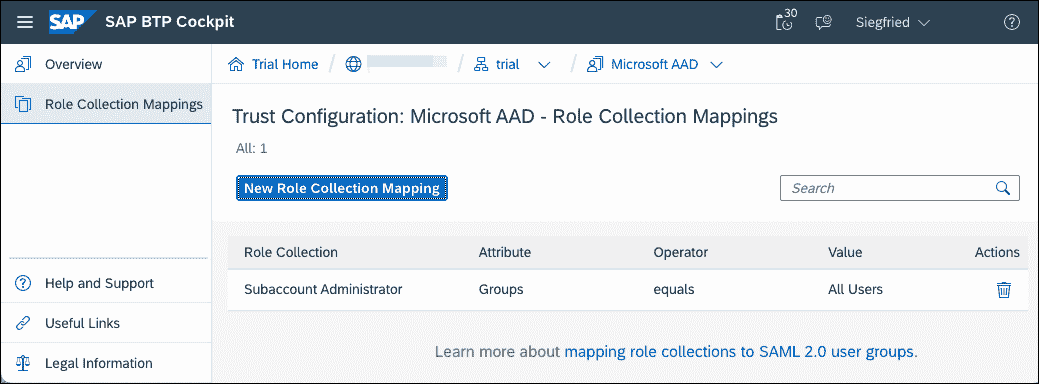 SAP SAP BTP Cockpit 30 Siegfried
Overview
Role Collection Mappings
Trial Home / / trial / Microsoft AAD
Trust Configuration: Microsoft AAD - Role Collection Mappings
All: 1
New Role Collection Mapping Search
Role Collection Attribute Operator Value Actions
Subaccount Administrator Groups equals All Users
Learn more about mapping role collections to SAML 2.0 user groups.
Help and Support
Useful Links
Legal Information